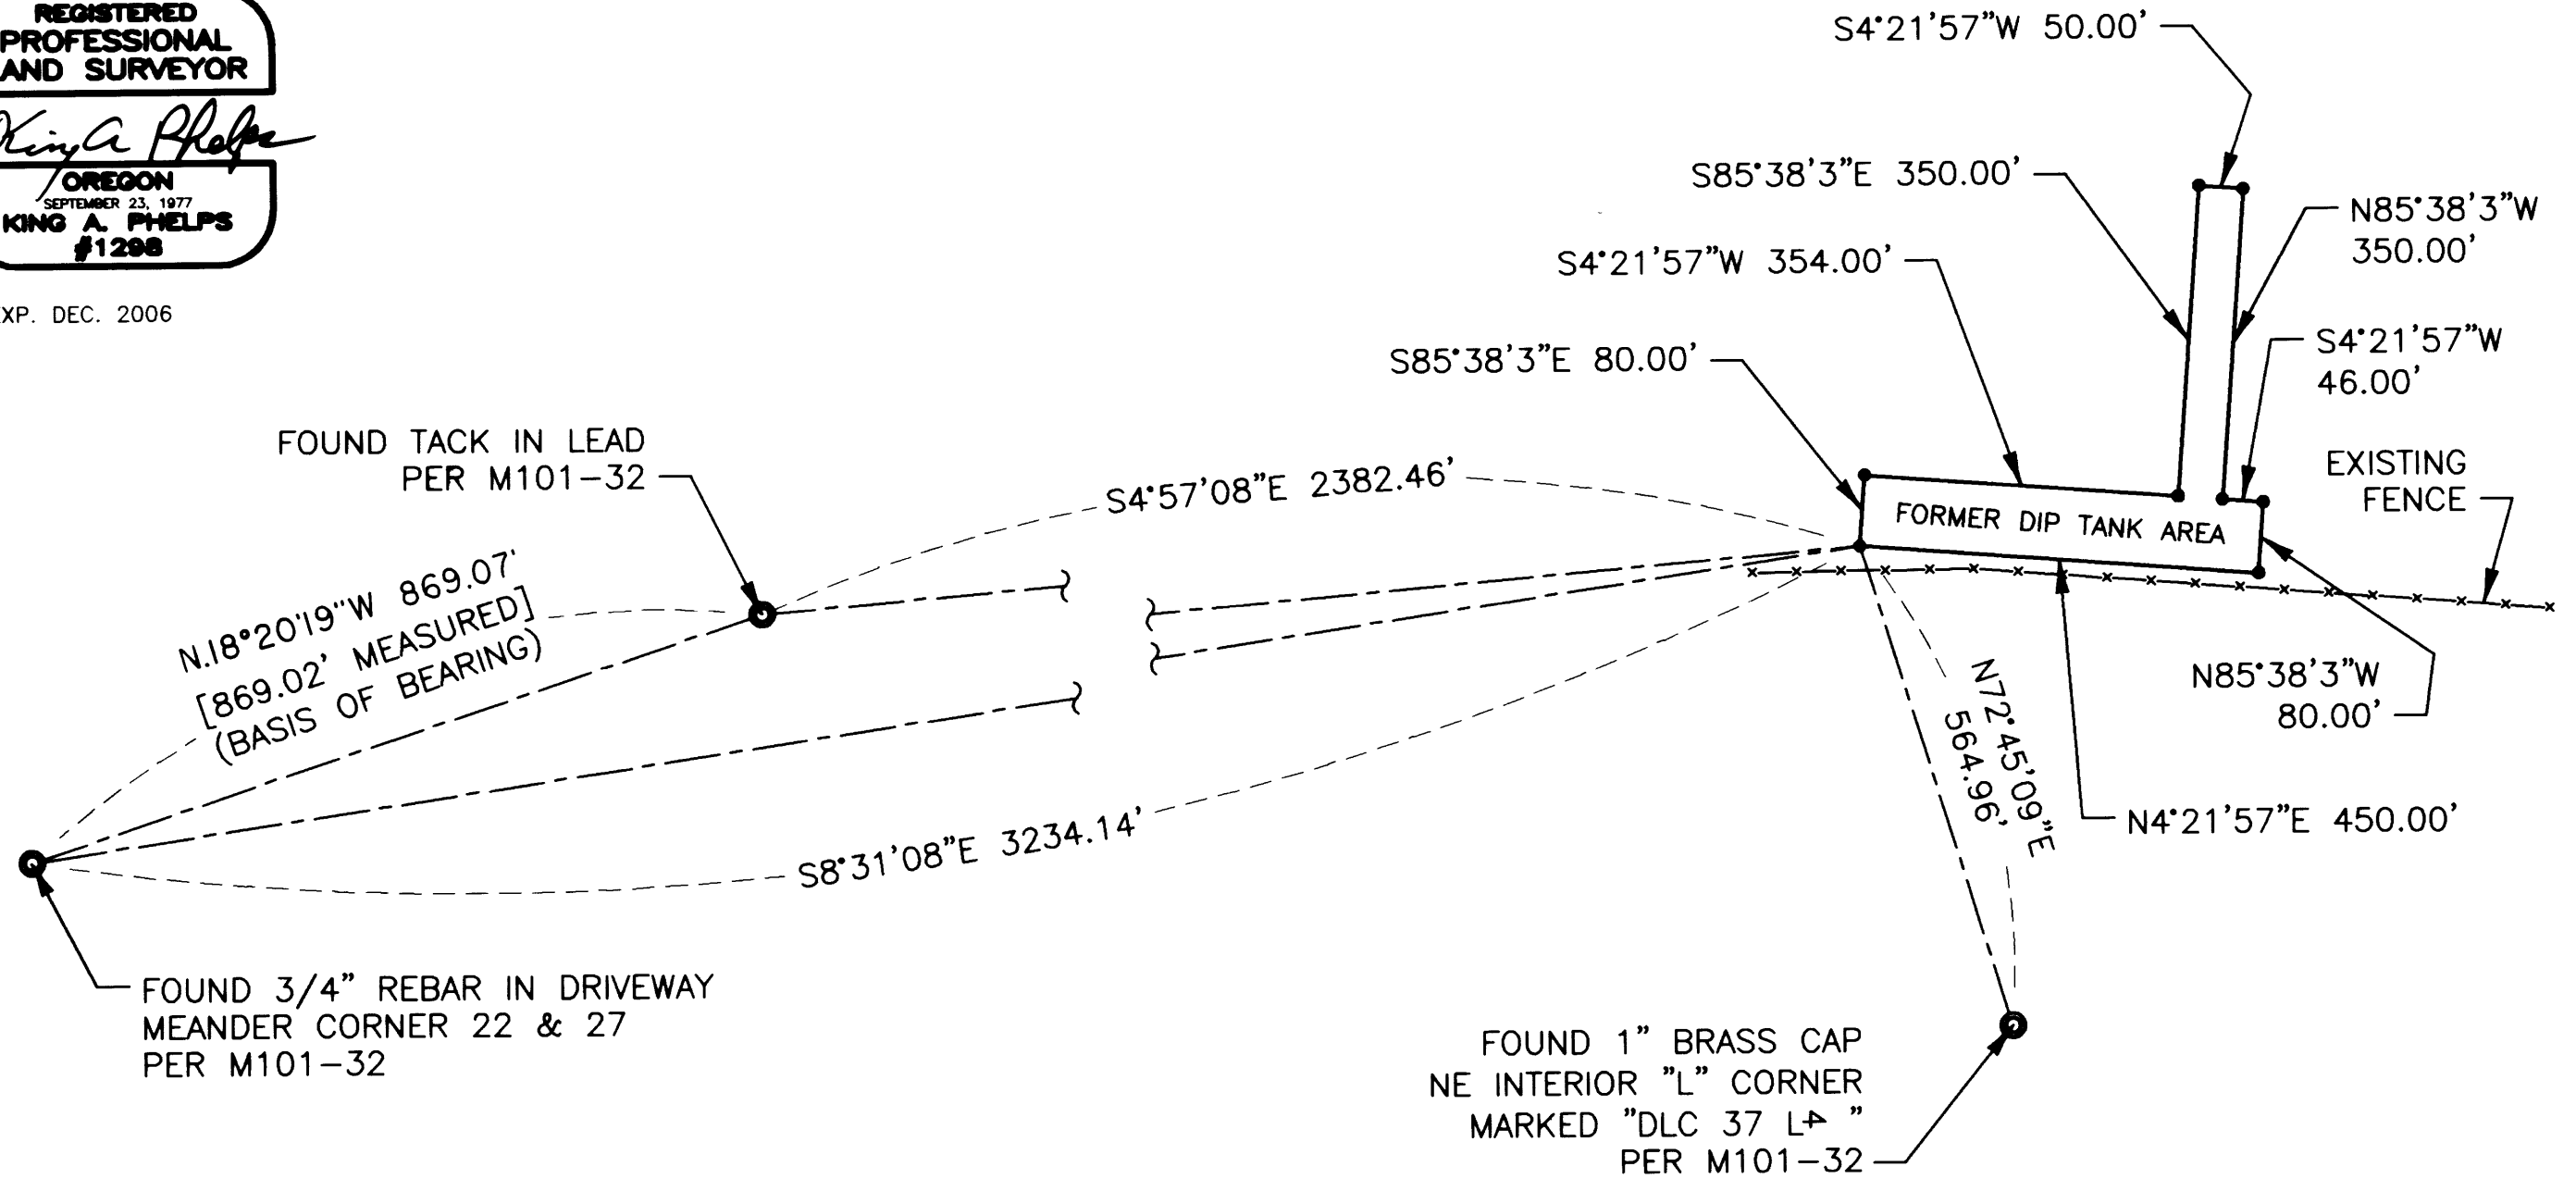 REGISTERED
PROFESSIONAL
AND SURVEYOR
King A Phelps
OREGON
SEPTEMBER 23, 1977
KING A. PHELPS
#1298
XP. DEC. 2006
S4°21'57"W 50.00'
S85°38'3"E 350.00'
N85°38'3"W
350.00'
S4°21'57"W 354.00'
S4°21'57"W
46.00'
S85°38'3"E 80.00'
EXISTING
FENCE
FOUND TACK IN LEAD
PER M101-32
S4°57'08"E 2382.46'
FORMER DIP TANK AREA
N.18°20'19"W 869.07'
[869.02' MEASURED]
(BASIS OF BEARING)
N72°45'09"E
564.96'
N85°38'3"W
80.00'
N4°21'57"E 450.00'
S8°31'08"E 3234.14'
FOUND 3/4" REBAR IN DRIVEWAY
MEANDER CORNER 22 & 27
PER M101-32
FOUND 1" BRASS CAP
NE INTERIOR "L" CORNER
MARKED "DLC 37 L4 "
PER M101-32